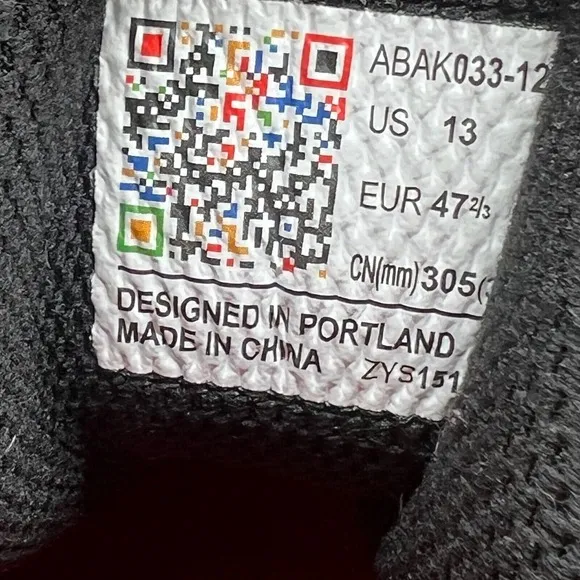 ABAK033-12
US 13
EUR 47⅔
CN(mm) 305(
DESIGNED IN PORTLAND
MADE IN CHINA ZYS151